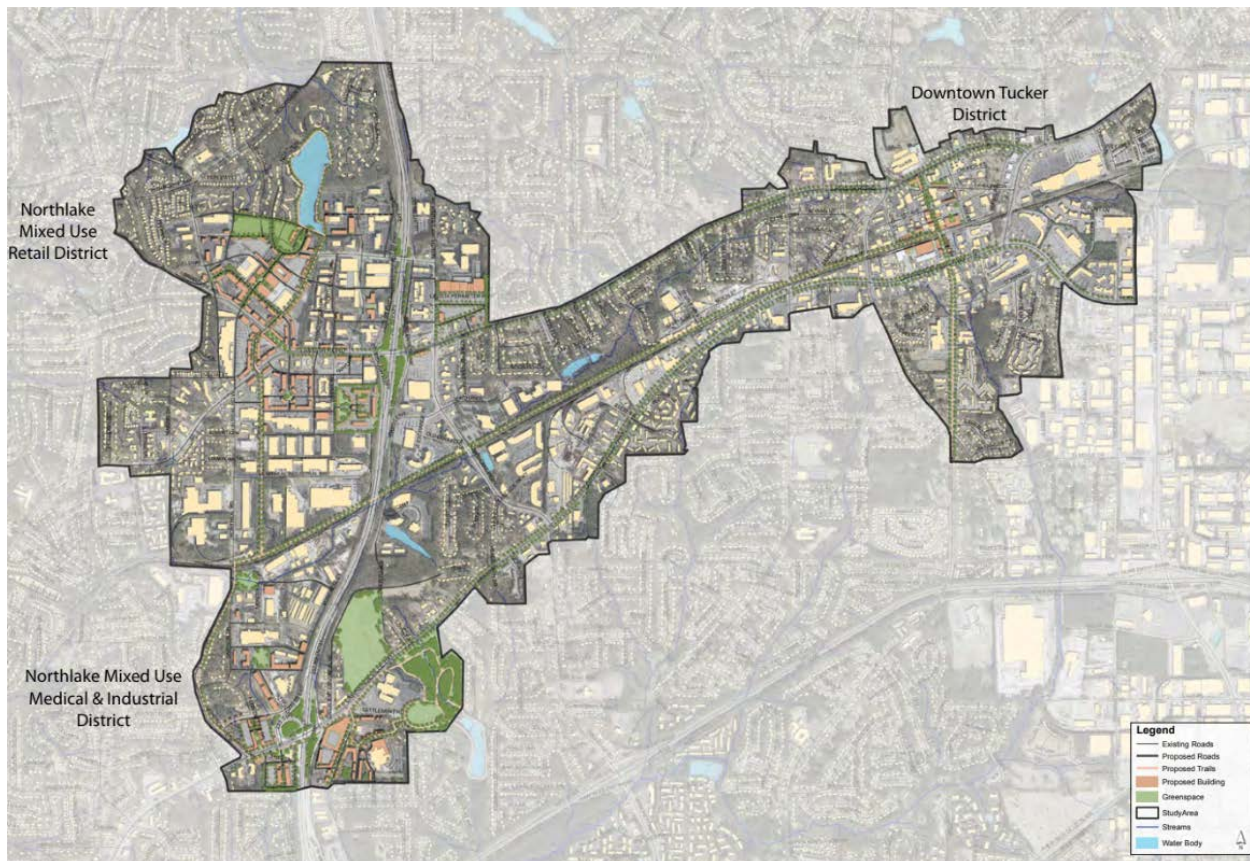 Downtown Tucker
District
Northlake
Mixed Use
Retail District
Northlake Mixed Use
Medical & Industrial
District
Legend
Existing Roads
Proposed Roads
Proposed Trails
Proposed Building
Greenspace
StudyArea
Streams
Water Body
N